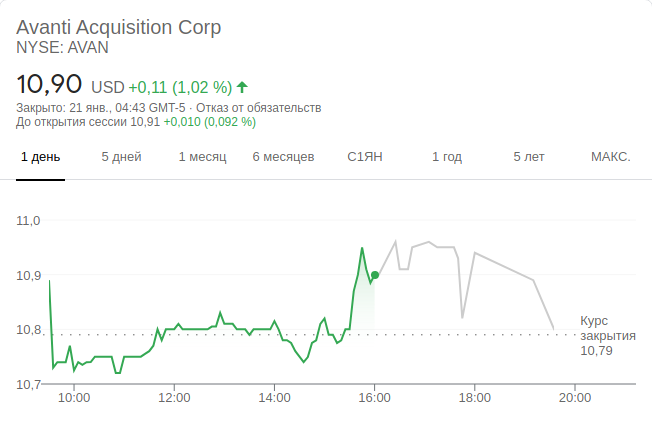 Avanti Acquisition Corp
NYSE: AVAN
10,90 USD +0,11 (1,02 %)
Закрыто: 21 янв., 04:43 GMT-5 · Отказ от обязательств
До открытия сессии 10,91 +0,010 (0,092 %)
1 день 5 дней 1 месяц 6 месяцев С1ЯН 1 год 5 лет МАКС.
11,0
10,9
10,8
Курс
закрытия
10,79
10,7
10:00 12:00 14:00 16:00 18:00 20:00